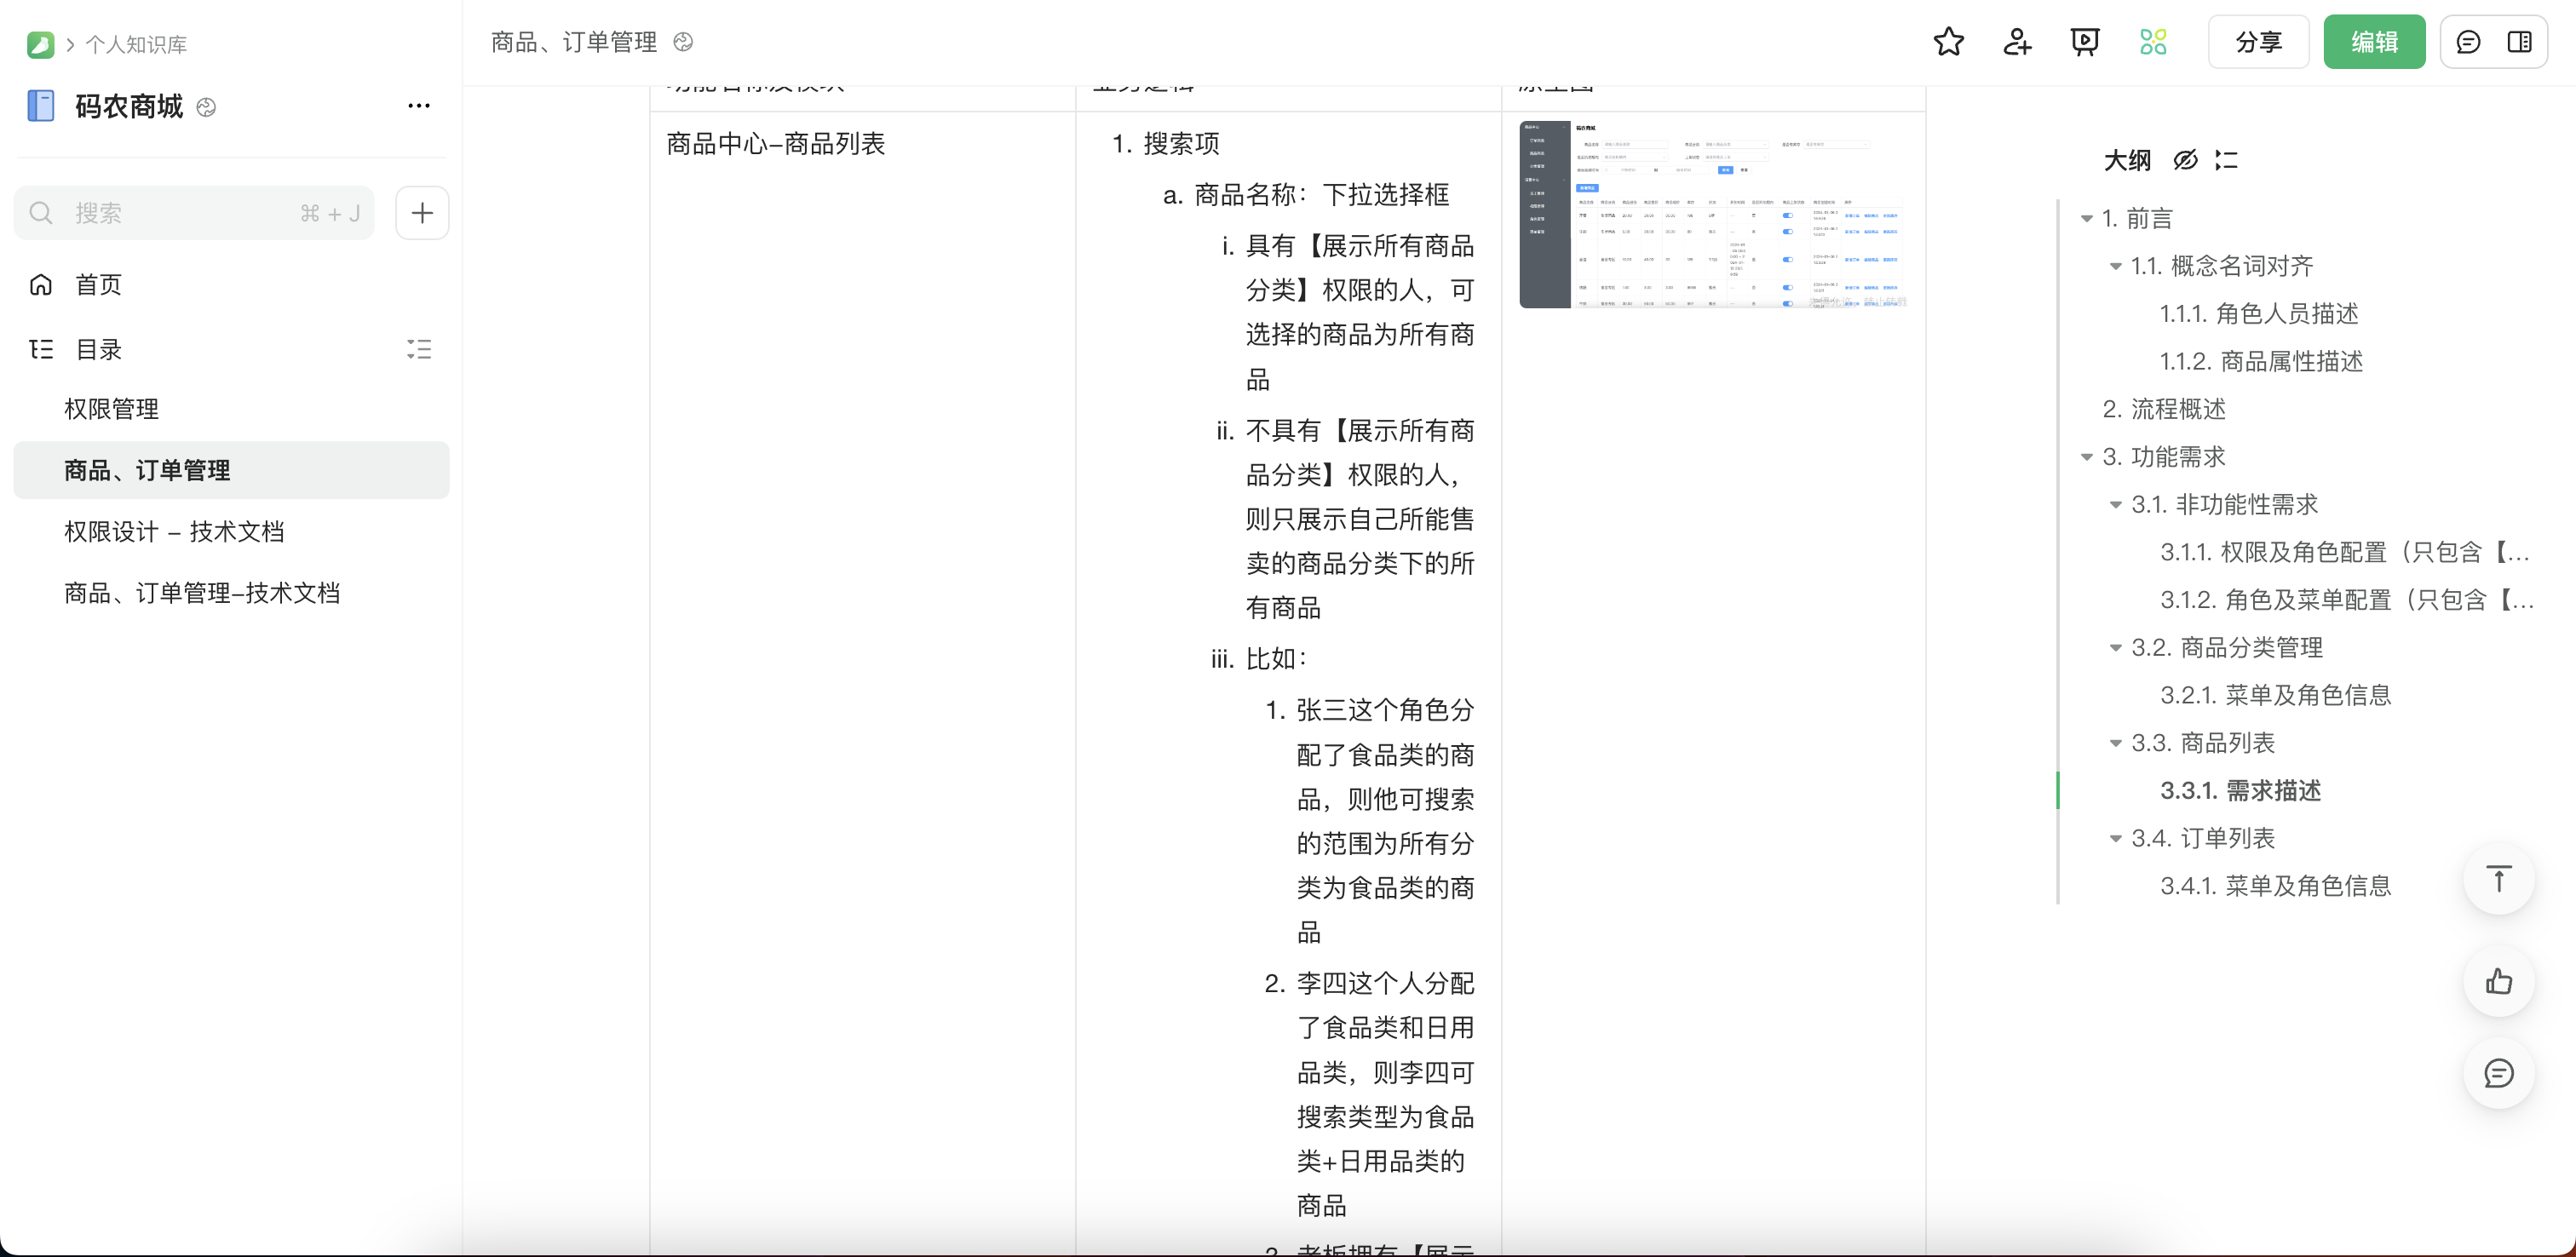 个人知识库
码农商城
搜索
⌘ + J
首页
目录
权限管理
商品、订单管理
权限设计 – 技术文档
商品、订单管理–技术文档
商品、订单管理
分享
编辑
商品中心–商品列表
1. 搜索项
a. 商品名称：下拉选择框
i. 具有【展示所有商品
分类】权限的人，可
选择的商品为所有商
品
ii. 不具有【展示所有商
品分类】权限的人，
则只展示自己所能售
卖的商品分类下的所
有商品
iii. 比如：
1. 张三这个角色分
配了食品类的商
品，则他可搜索
的范围为所有分
类为食品类的商
品
2. 李四这个人分配
了食品类和日用
品类，则李四可
搜索类型为食品
类+日用品类的
商品
码农商城
大纲
1. 前言
1.1. 概念名词对齐
1.1.1. 角色人员描述
1.1.2. 商品属性描述
2. 流程概述
3. 功能需求
3.1. 非功能性需求
3.1.1. 权限及角色配置（只包含【...
3.1.2. 角色及菜单配置（只包含【...
3.2. 商品分类管理
3.2.1. 菜单及角色信息
3.3. 商品列表
3.3.1. 需求描述
3.4. 订单列表
3.4.1. 菜单及角色信息